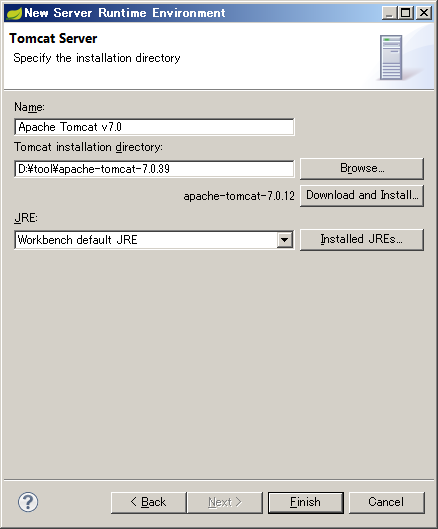 New Server Runtime Environment
Tomcat Server
Specify the installation directory
Name:
Apache Tomcat v7.0
Tomcat installation directory:
D:¥tool¥apache-tomcat-7.0.39
Browse...
apache-tomcat-7.0.12
Download and Install...
JRE:
Workbench default JRE
Installed JREs...
?
< Back
Next >
Finish
Cancel